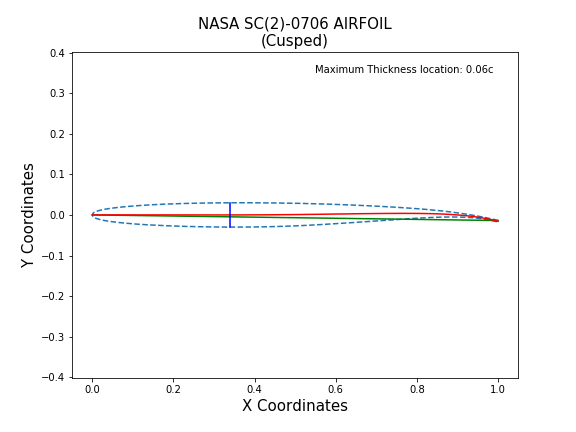 NASA SC(2)-0706 AIRFOIL
(Cusped)
Maximum Thickness location: 0.06c
0.4
0.3
0.2
0.1
0.0
−0.1
−0.2
−0.3
−0.4
Y Coordinates
0.0 0.2 0.4 0.6 0.8 1.0
X Coordinates